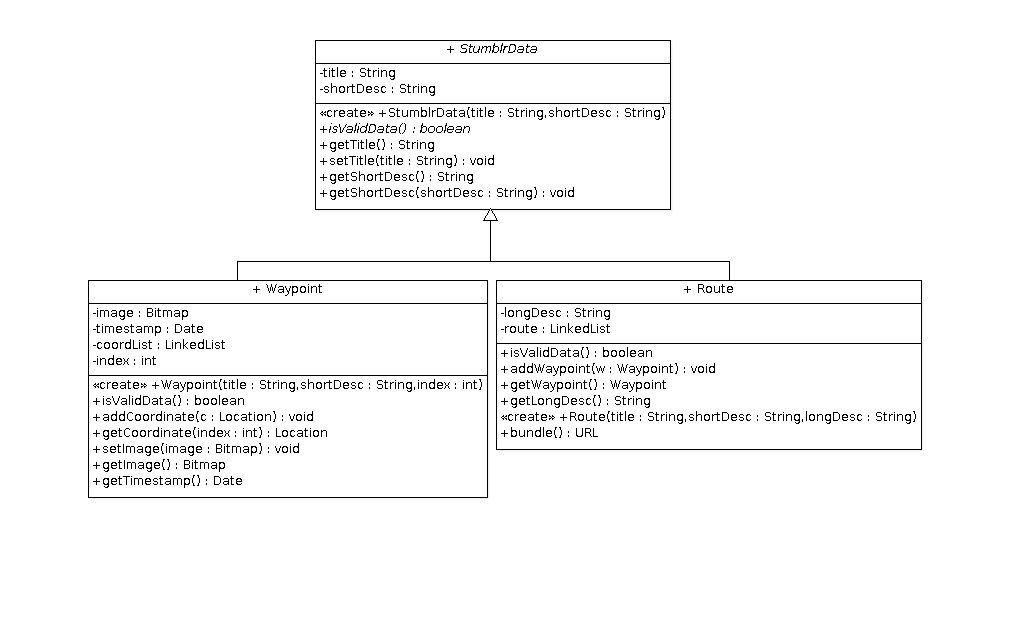 + StumblrData
-title : String
-shortDesc : String
«create» +StumblrData(title : String,shortDesc : String)
+isValidData() : boolean
+getTitle() : String
+setTitle(title : String) : void
+getShortDesc() : String
+getShortDesc(shortDesc : String) : void
+ Waypoint
-image : Bitmap
-timestamp : Date
-coordList : LinkedList
-index : int
«create» +Waypoint(title : String,shortDesc : String,index : int)
+isValidData() : boolean
+addCoordinate(c : Location) : void
+getCoordinate(index : int) : Location
+setImage(image : Bitmap) : void
+getImage() : Bitmap
+getTimestamp() : Date
+ Route
-longDesc : String
-route : LinkedList
+isValidData() : boolean
+addWaypoint(w : Waypoint) : void
+getWaypoint() : Waypoint
+getLongDesc() : String
«create» +Route(title : String,shortDesc : String,longDesc : String)
+bundle() : URL